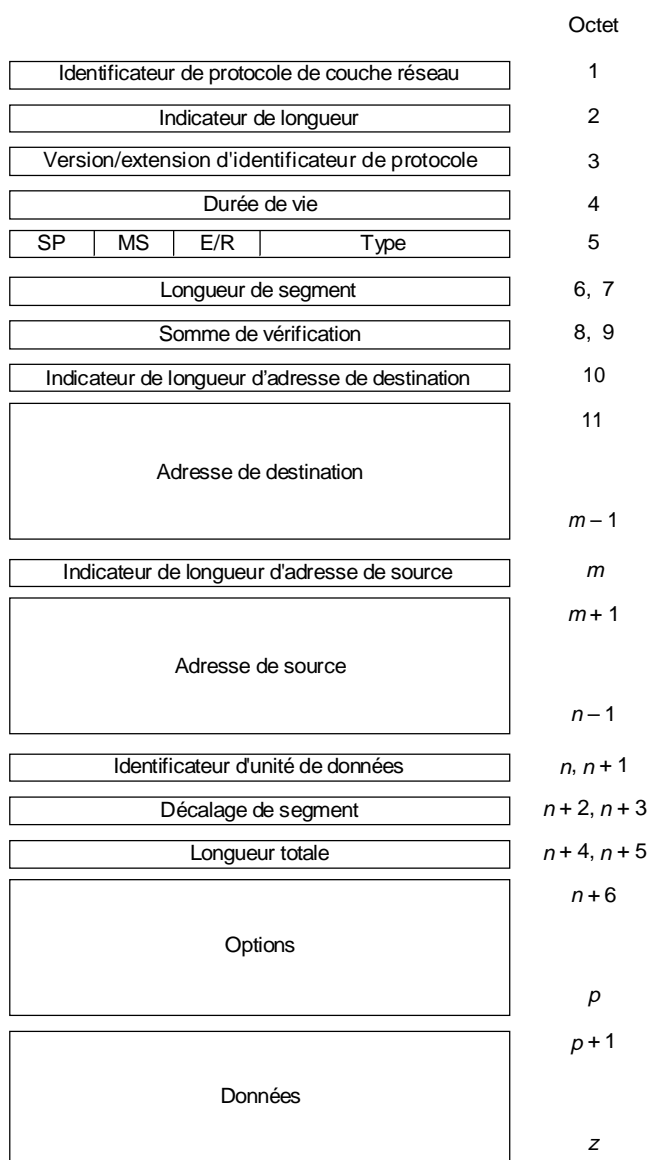 Octet
Identificateur de protocole de couche réseau 1
Indicateur de longueur 2
Version/extension d'identificateur de protocole 3
Durée de vie 4
SP MS E/R Type 5
Longueur de segment 6, 7
Somme de vérification 8, 9
Indicateur de longueur d’adresse de destination 10
11
Adresse de destination
m – 1
Indicateur de longueur d'adresse de source m
m + 1
Adresse de source
n – 1
Identificateur d'unité de données n, n + 1
Décalage de segment n + 2, n + 3
Longueur totale n + 4, n + 5
n + 6
Options
p
p + 1
Données
z